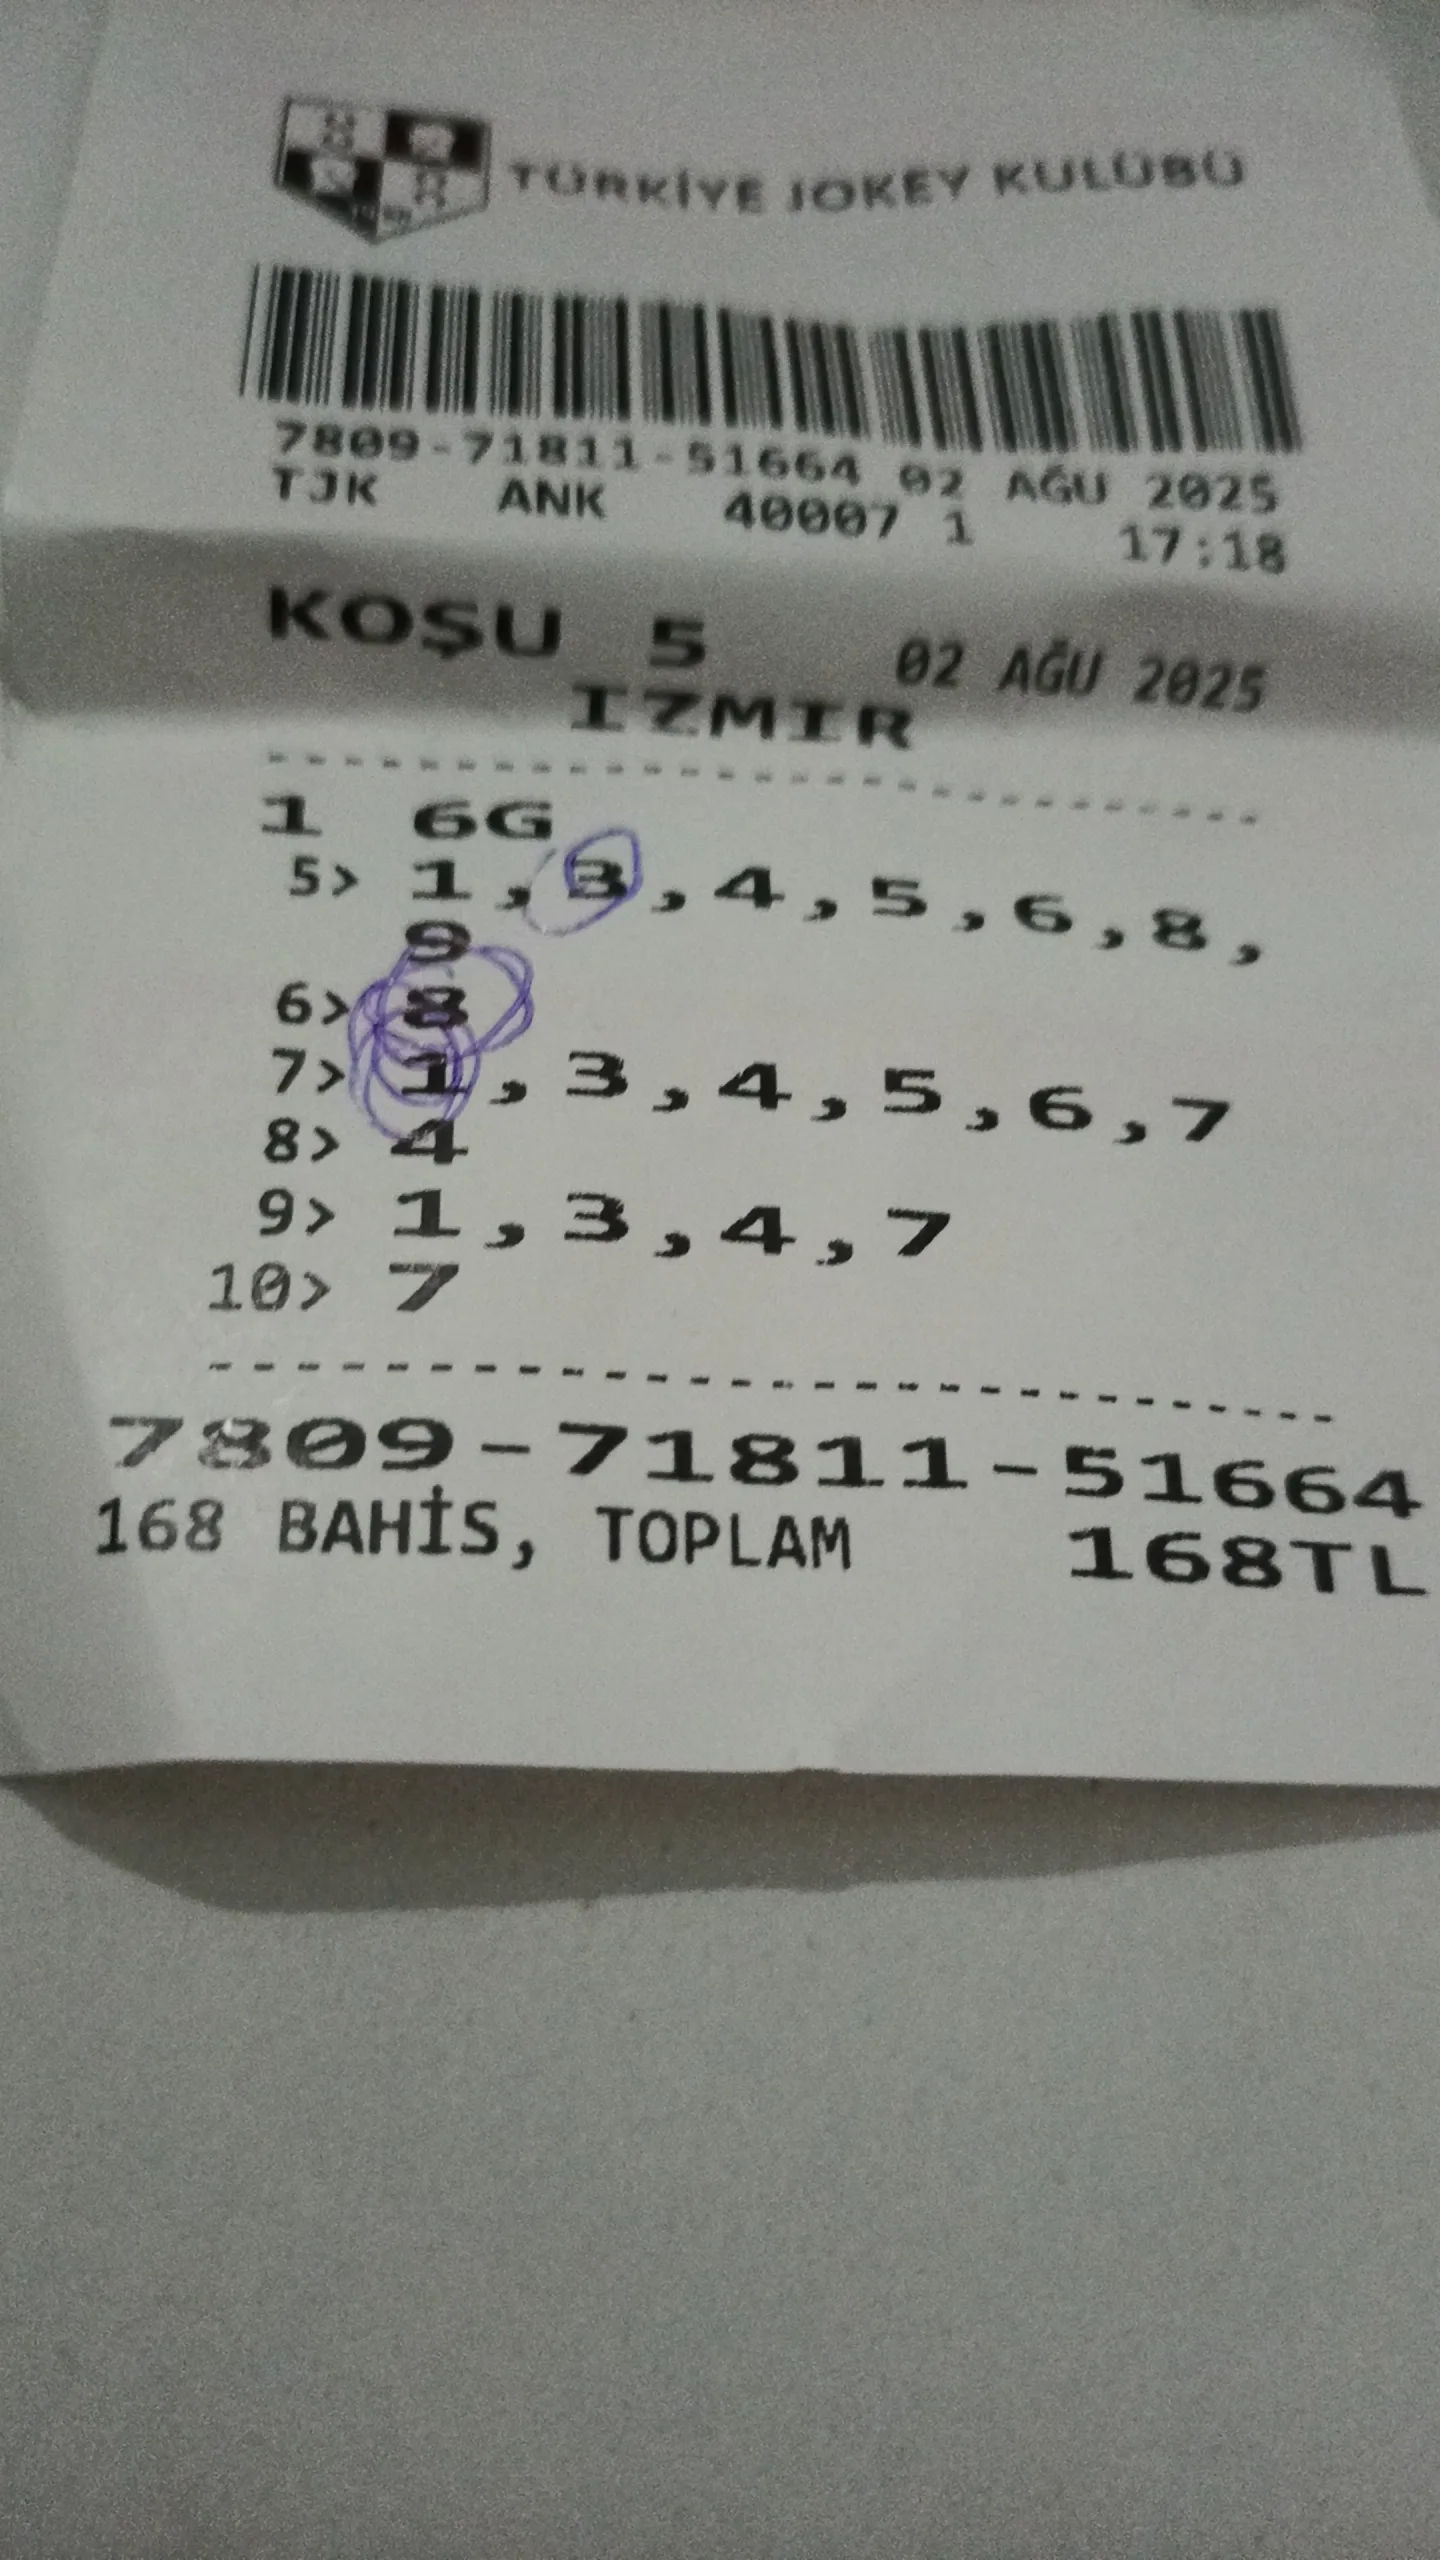 TÜRKİYE JOKEY KULÜBÜ
7809-71811-51664 02 AĞU 2025
TJK ANK 40007 1 17:18
KOŞU 5 02 AĞU 2025
IZMIR
1 6G
5> 1,3,4,5,6,8,
9
6> 8
7> 1,3,4,5,6,7
8> 4
9> 1,3,4,7
10> 7
7809-71811-51664
168 BAHİS, TOPLAM 168TL